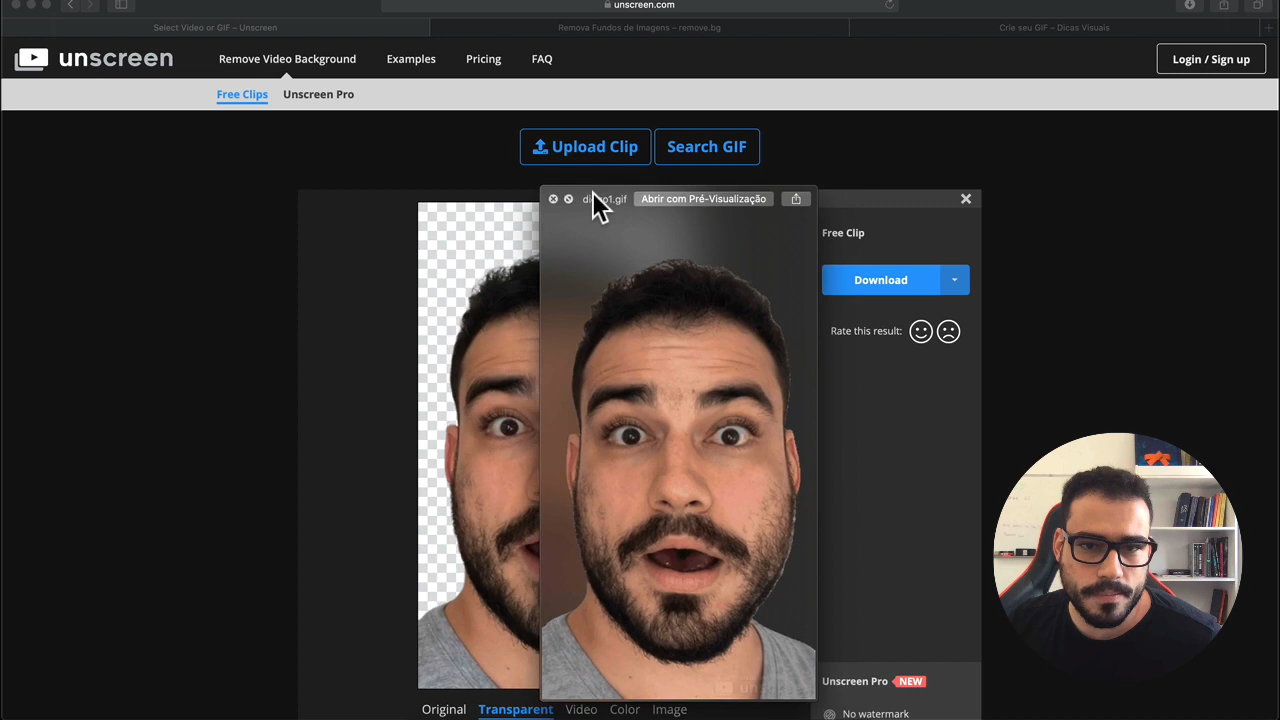 unscreen.com
Select Video or GIF – Unscreen
Remova Fundos de Imagens – remove.bg
Crie seu GIF – Dicas Visuais
unscreen
Remove Video Background
Examples
Pricing
FAQ
Login / Sign up
Free Clips
Unscreen Pro
Upload Clip
Search GIF
Abrir com Pré-Visualização
Free Clip
Download
Rate this result:
unscreen
Unscreen Pro NEW
No watermark
Original
Transparent
Video
Color
Image